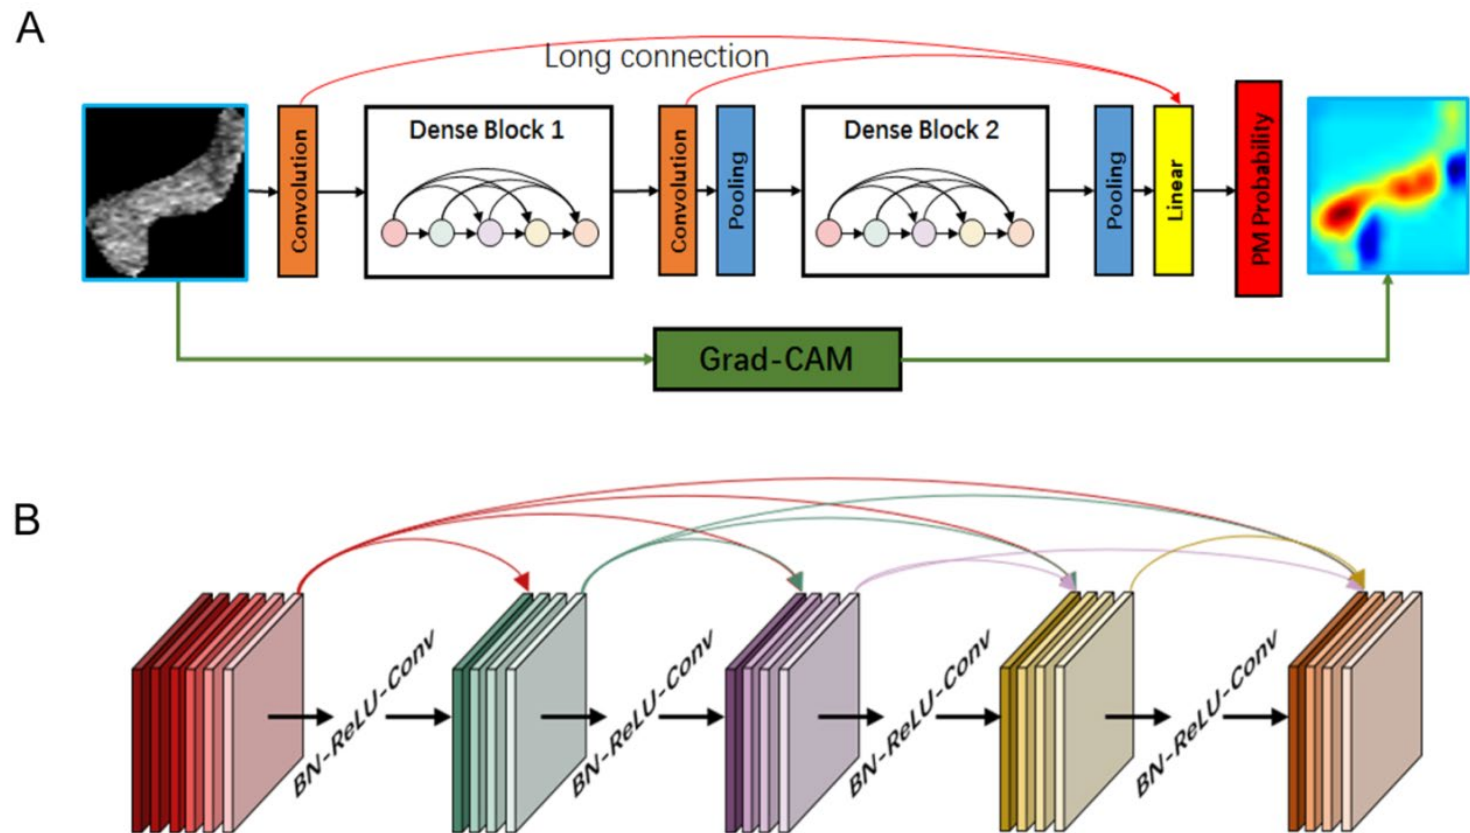 A
Long connection
Convolution
Dense Block 1
Convolution
Pooling
Dense Block 2
Pooling
Linear
PM Probability
Grad-CAM
B
BN-ReLU-Conv
BN-ReLU-Conv
BN-ReLU-Conv
BN-ReLU-Conv